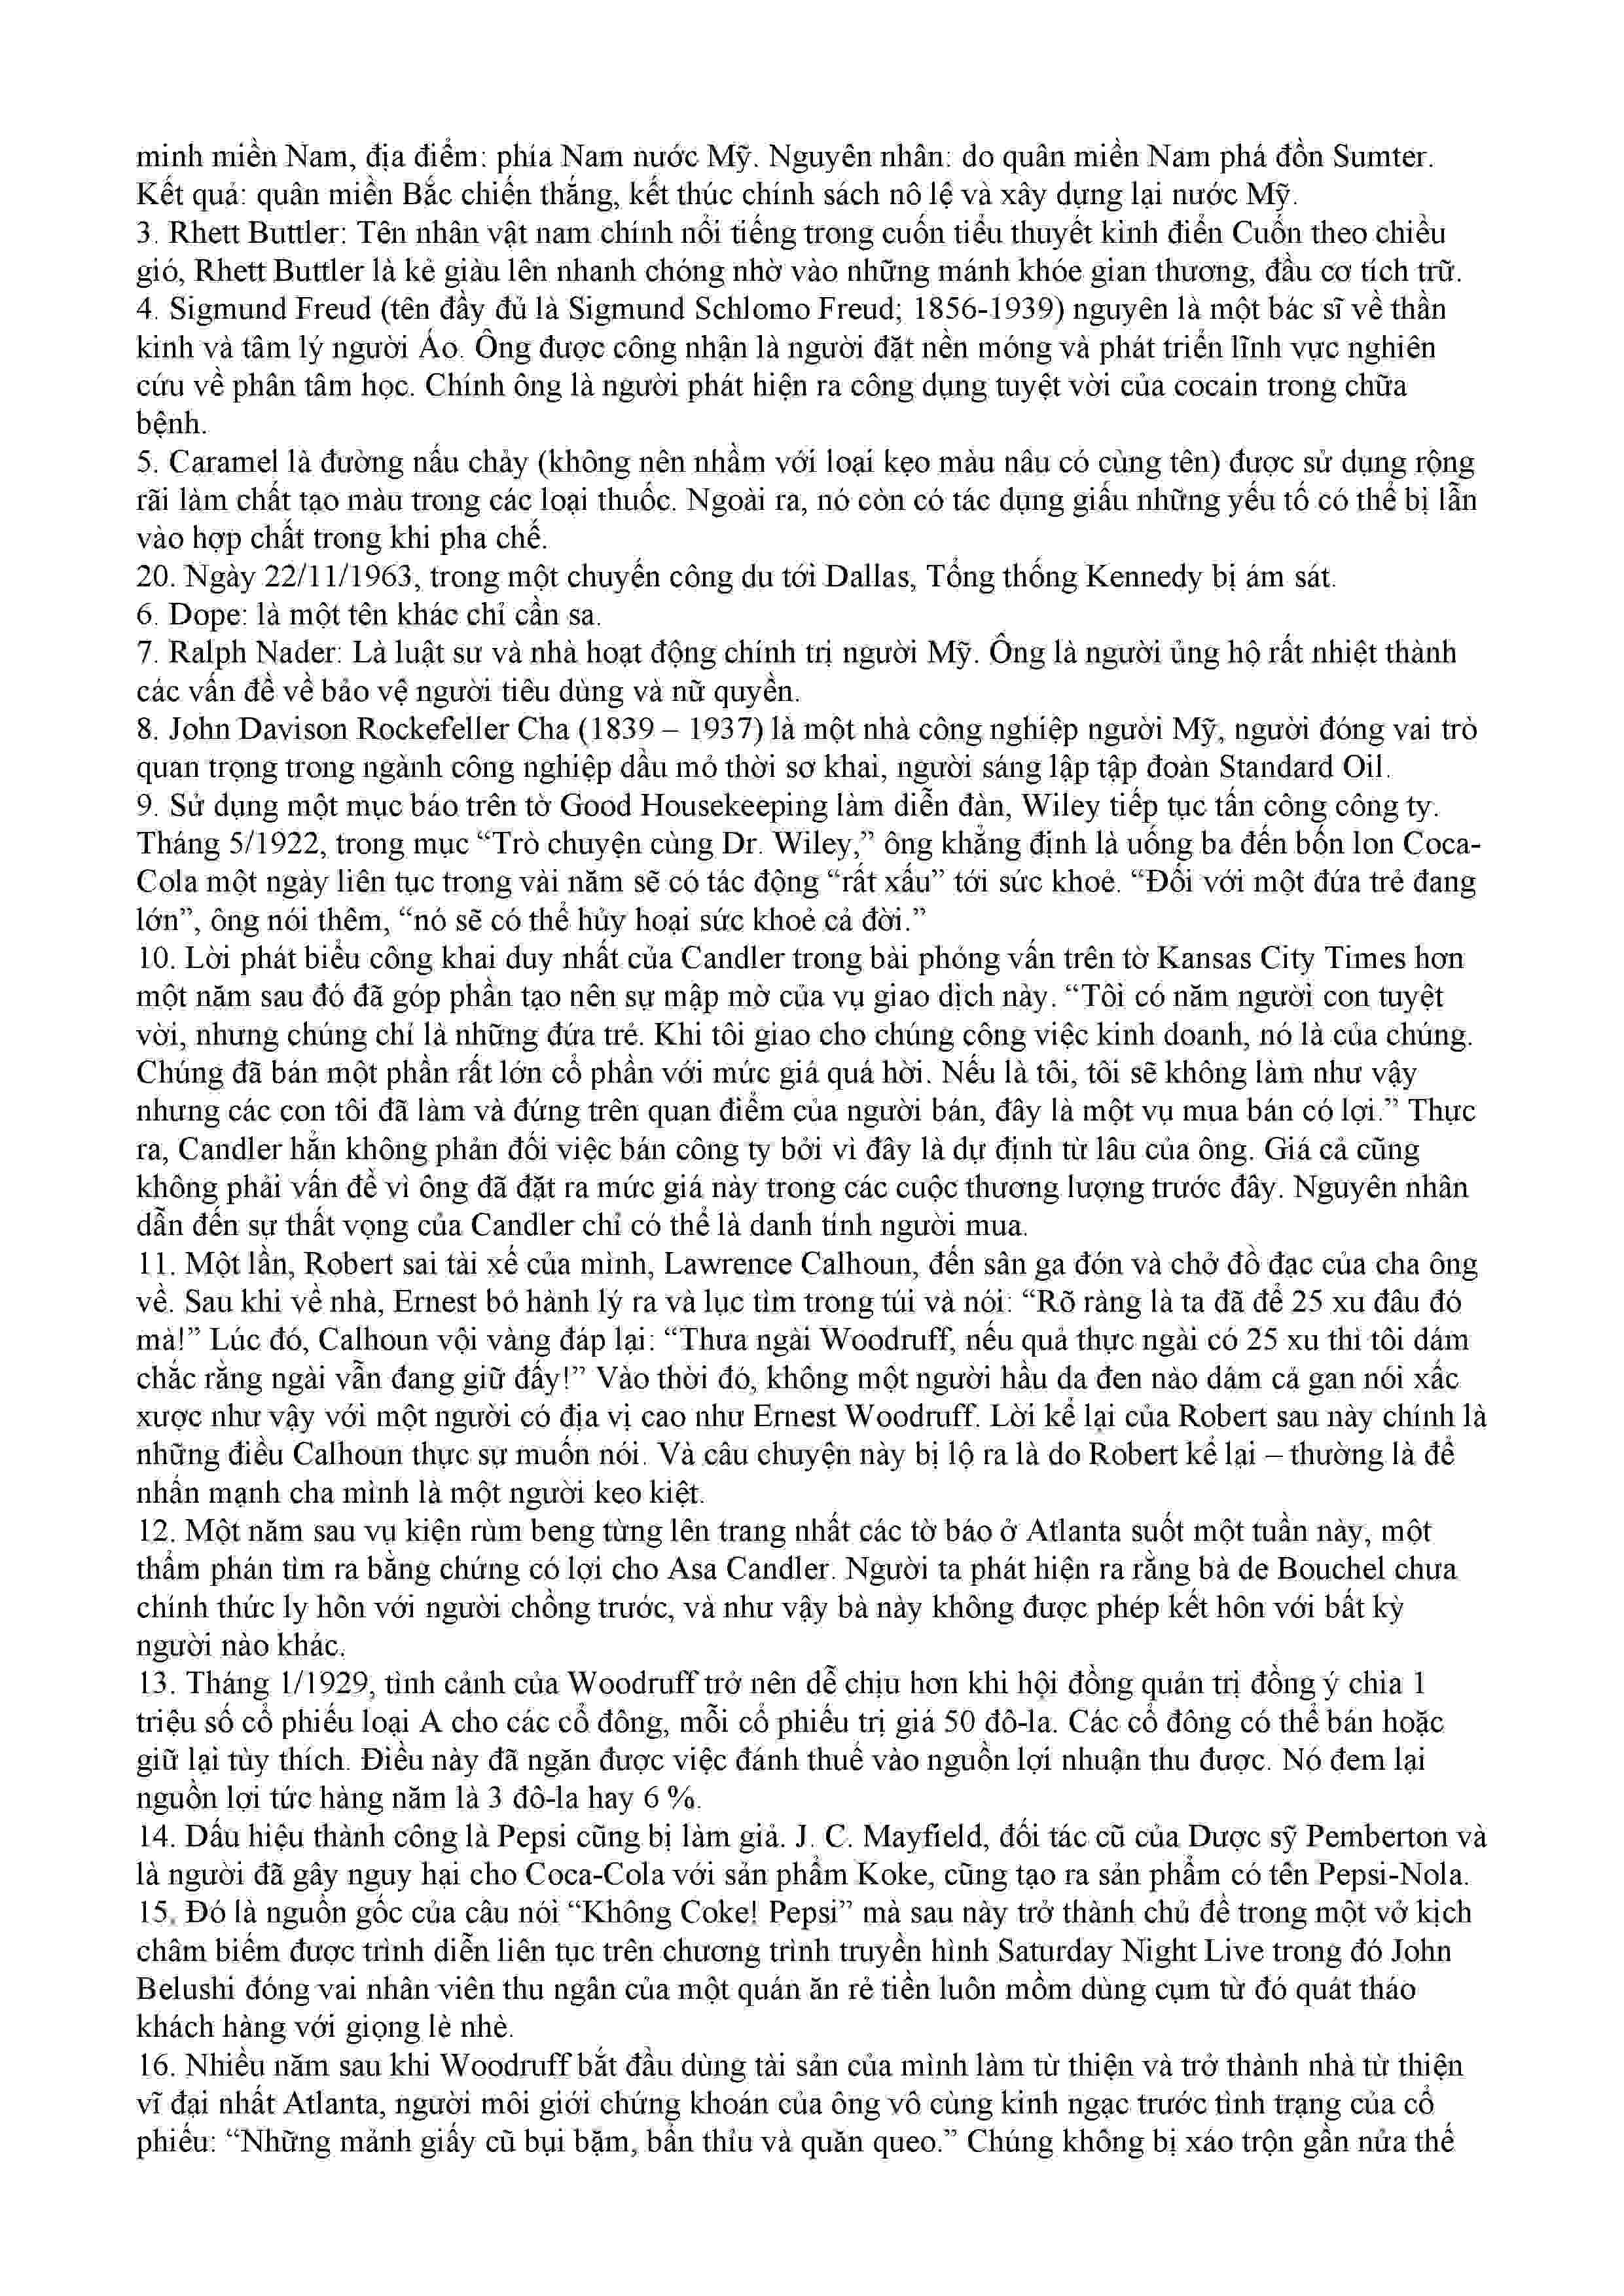 minh miền Nam, địa điểm: phía Nam nước Mỹ. Nguyên nhân: do quân miền Nam phá đồn Sumter.
Kết quả: quân miền Bắc chiến thắng, kết thúc chính sách nô lệ và xây dựng lại nước Mỹ.
3. Rhett Buttler: Tên nhân vật nam chính nổi tiếng trong cuốn tiểu thuyết kinh điển Cuốn theo chiều
gió, Rhett Buttler là kẻ giàu lên nhanh chóng nhờ vào những mánh khóe gian thương, đầu cơ tích trữ.
4. Sigmund Freud (tên đầy đủ là Sigmund Schlomo Freud; 1856-1939) nguyên là một bác sĩ về thần
kinh và tâm lý người Áo. Ông được công nhận là người đặt nền móng và phát triển lĩnh vực nghiên
cứu về phân tâm học. Chính ông là người phát hiện ra công dụng tuyệt vời của cocain trong chữa
bệnh.
5. Caramel là đường nấu chảy (không nên nhầm với loại kẹo màu nâu có cùng tên) được sử dụng rộng
rãi làm chất tạo màu trong các loại thuốc. Ngoài ra, nó còn có tác dụng giấu những yếu tố có thể bị lẫn
vào hợp chất trong khi pha chế.
20. Ngày 22/11/1963, trong một chuyến công du tới Dallas, Tổng thống Kennedy bị ám sát.
6. Dope: là một tên khác chỉ cần sa.
7. Ralph Nader: Là luật sư và nhà hoạt động chính trị người Mỹ. Ông là người ủng hộ rất nhiệt thành
các vấn đề về bảo vệ người tiêu dùng và nữ quyền.
8. John Davison Rockefeller Cha (1839 – 1937) là một nhà công nghiệp người Mỹ, người đóng vai trò
quan trọng trong ngành công nghiệp dầu mỏ thời sơ khai, người sáng lập tập đoàn Standard Oil.
9. Sử dụng một mục báo trên tờ Good Housekeeping làm diễn đàn, Wiley tiếp tục tấn công công ty.
Tháng 5/1922, trong mục “Trò chuyện cùng Dr. Wiley,” ông khẳng định là uống ba đến bốn lon Coca-
Cola một ngày liên tục trong vài năm sẽ có tác động “rất xấu” tới sức khoẻ. “Đối với một đứa trẻ đang
lớn”, ông nói thêm, “nó sẽ có thể hủy hoại sức khoẻ cả đời.”
10. Lời phát biểu công khai duy nhất của Candler trong bài phỏng vấn trên tờ Kansas City Times hơn
một năm sau đó đã góp phần tạo nên sự mập mờ của vụ giao dịch này. “Tôi có năm người con tuyệt
vời, nhưng chúng chỉ là những đứa trẻ. Khi tôi giao cho chúng công việc kinh doanh, nó là của chúng.
Chúng đã bán một phần rất lớn cổ phần với mức giá quá hời. Nếu là tôi, tôi sẽ không làm như vậy
nhưng các con tôi đã làm và đứng trên quan điểm của người bán, đây là một vụ mua bán có lợi.” Thực
ra, Candler hẳn không phản đối việc bán công ty bởi vì đây là dự định từ lâu của ông. Giá cả cũng
không phải vấn đề vì ông đã đặt ra mức giá này trong các cuộc thương lượng trước đây. Nguyên nhân
dẫn đến sự thất vọng của Candler chỉ có thể là danh tính người mua.
11. Một lần, Robert sai tài xế của mình, Lawrence Calhoun, đến sân ga đón và chở đồ đạc của cha ông
về. Sau khi về nhà, Ernest bỏ hành lý ra và lục tìm trong túi và nói: “Rõ ràng là ta đã để 25 xu đâu đó
mà!” Lúc đó, Calhoun vội vàng đáp lại: “Thưa ngài Woodruff, nếu quả thực ngài có 25 xu thì tôi dám
chắc rằng ngài vẫn đang giữ đấy!” Vào thời đó, không một người hầu da đen nào dám cả gan nói xấc
xược như vậy với một người có địa vị cao như Ernest Woodruff. Lời kể lại của Robert sau này chính là
những điều Calhoun thực sự muốn nói. Và câu chuyện này bị lộ ra là do Robert kể lại – thường là để
nhấn mạnh cha mình là một người keo kiệt.
12. Một năm sau vụ kiện rùm beng từng lên trang nhất các tờ báo ở Atlanta suốt một tuần này, một
thẩm phán tìm ra bằng chứng có lợi cho Asa Candler. Người ta phát hiện ra rằng bà de Bouchel chưa
chính thức ly hôn với người chồng trước, và như vậy bà này không được phép kết hôn với bất kỳ
người nào khác.
13. Tháng 1/1929, tình cảnh của Woodruff trở nên dễ chịu hơn khi hội đồng quản trị đồng ý chia 1
triệu số cổ phiếu loại A cho các cổ đông, mỗi cổ phiếu trị giá 50 đô-la. Các cổ đông có thể bán hoặc
giữ lại tùy thích. Điều này đã ngăn được việc đánh thuế vào nguồn lợi nhuận thu được. Nó đem lại
nguồn lợi tức hàng năm là 3 đô-la hay 6 %.
14. Dấu hiệu thành công là Pepsi cũng bị làm giả. J. C. Mayfield, đối tác cũ của Dược sỹ Pemberton và
là người đã gây nguy hại cho Coca-Cola với sản phẩm Koke, cũng tạo ra sản phẩm có tên Pepsi-Nola.
15. Đó là nguồn gốc của câu nói “Không Coke! Pepsi” mà sau này trở thành chủ đề trong một vở kịch
châm biếm được trình diễn liên tục trên chương trình truyền hình Saturday Night Live trong đó John
Belushi đóng vai nhân viên thu ngân của một quán ăn rẻ tiền luôn mồm dùng cụm từ đó quát tháo
khách hàng với giọng lè nhè.
16. Nhiều năm sau khi Woodruff bắt đầu dùng tài sản của mình làm từ thiện và trở thành nhà từ thiện
vĩ đại nhất Atlanta, người môi giới chứng khoán của ông vô cùng kinh ngạc trước tình trạng của cổ
phiếu: “Những mảnh giấy cũ bụi bặm, bẩn thỉu và quăn queo.” Chúng không bị xáo trộn gần nửa thế